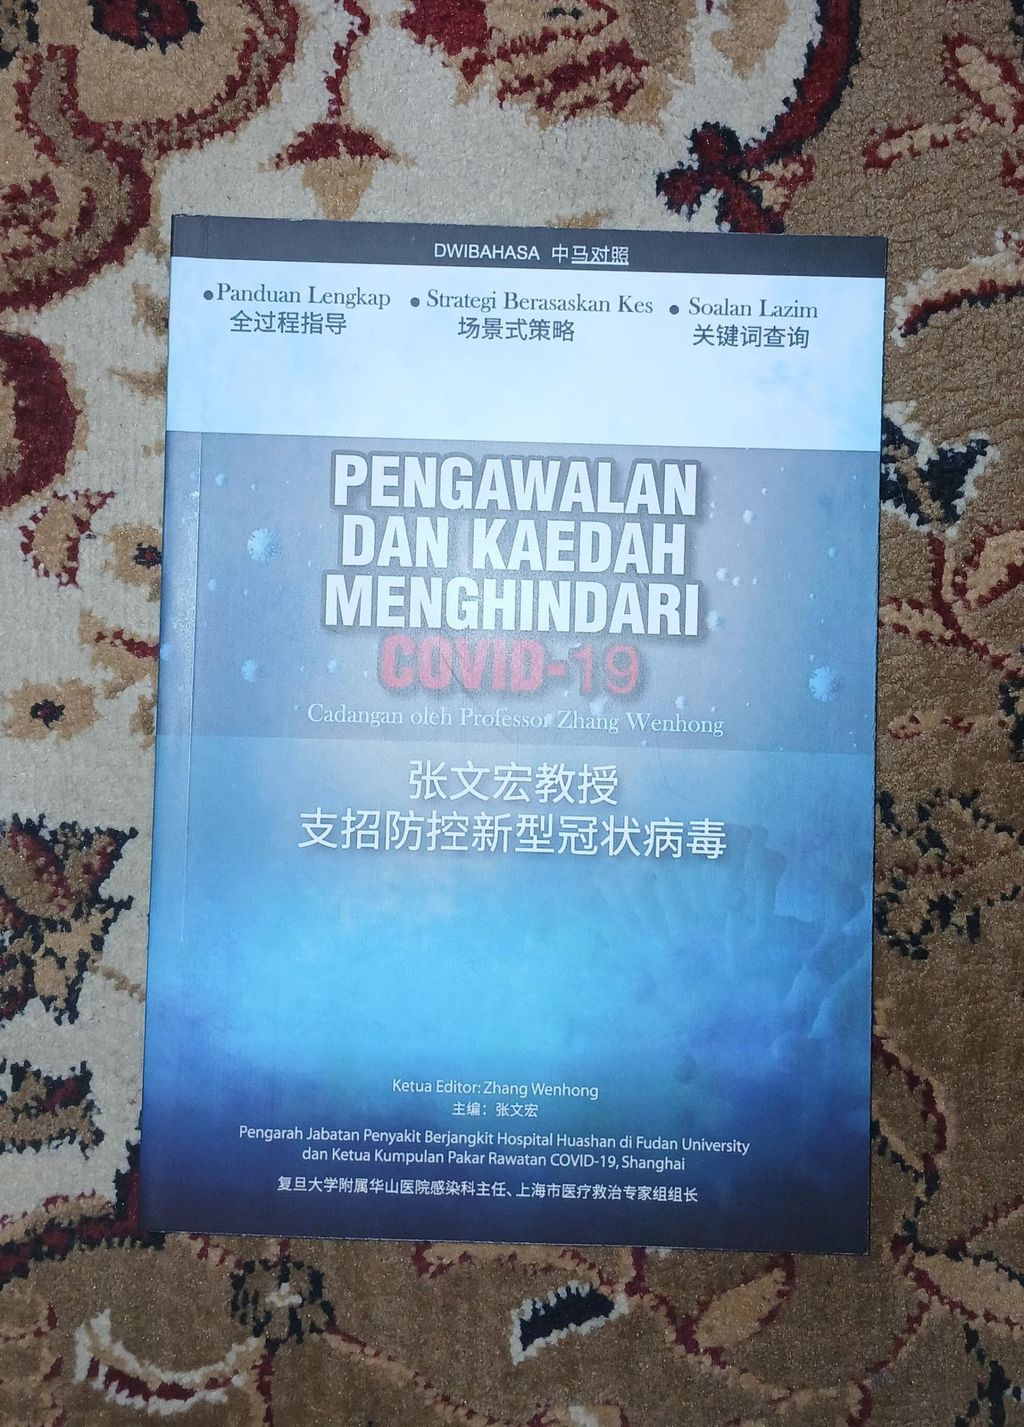 DWIBAHASA 中马对照
• Panduan Lengkap • Strategi Berasaskan Kes • Soalan Lazim
全过程指导 场景式策略 关键词查询
PENGAWALAN
DAN KAEDAH
MENGHINDARI
COVID-19
Cadangan oleh Professor Zhang Wenhong
张文宏教授
支招防控新型冠状病毒
Ketua Editor: Zhang Wenhong
主编：张文宏
Pengarah Jabatan Penyakit Berjangkit Hospital Huashan di Fudan University
dan Ketua Kumpulan Pakar Rawatan COVID-19, Shanghai
复旦大学附属华山医院感染科主任、上海市医疗救治专家组组长